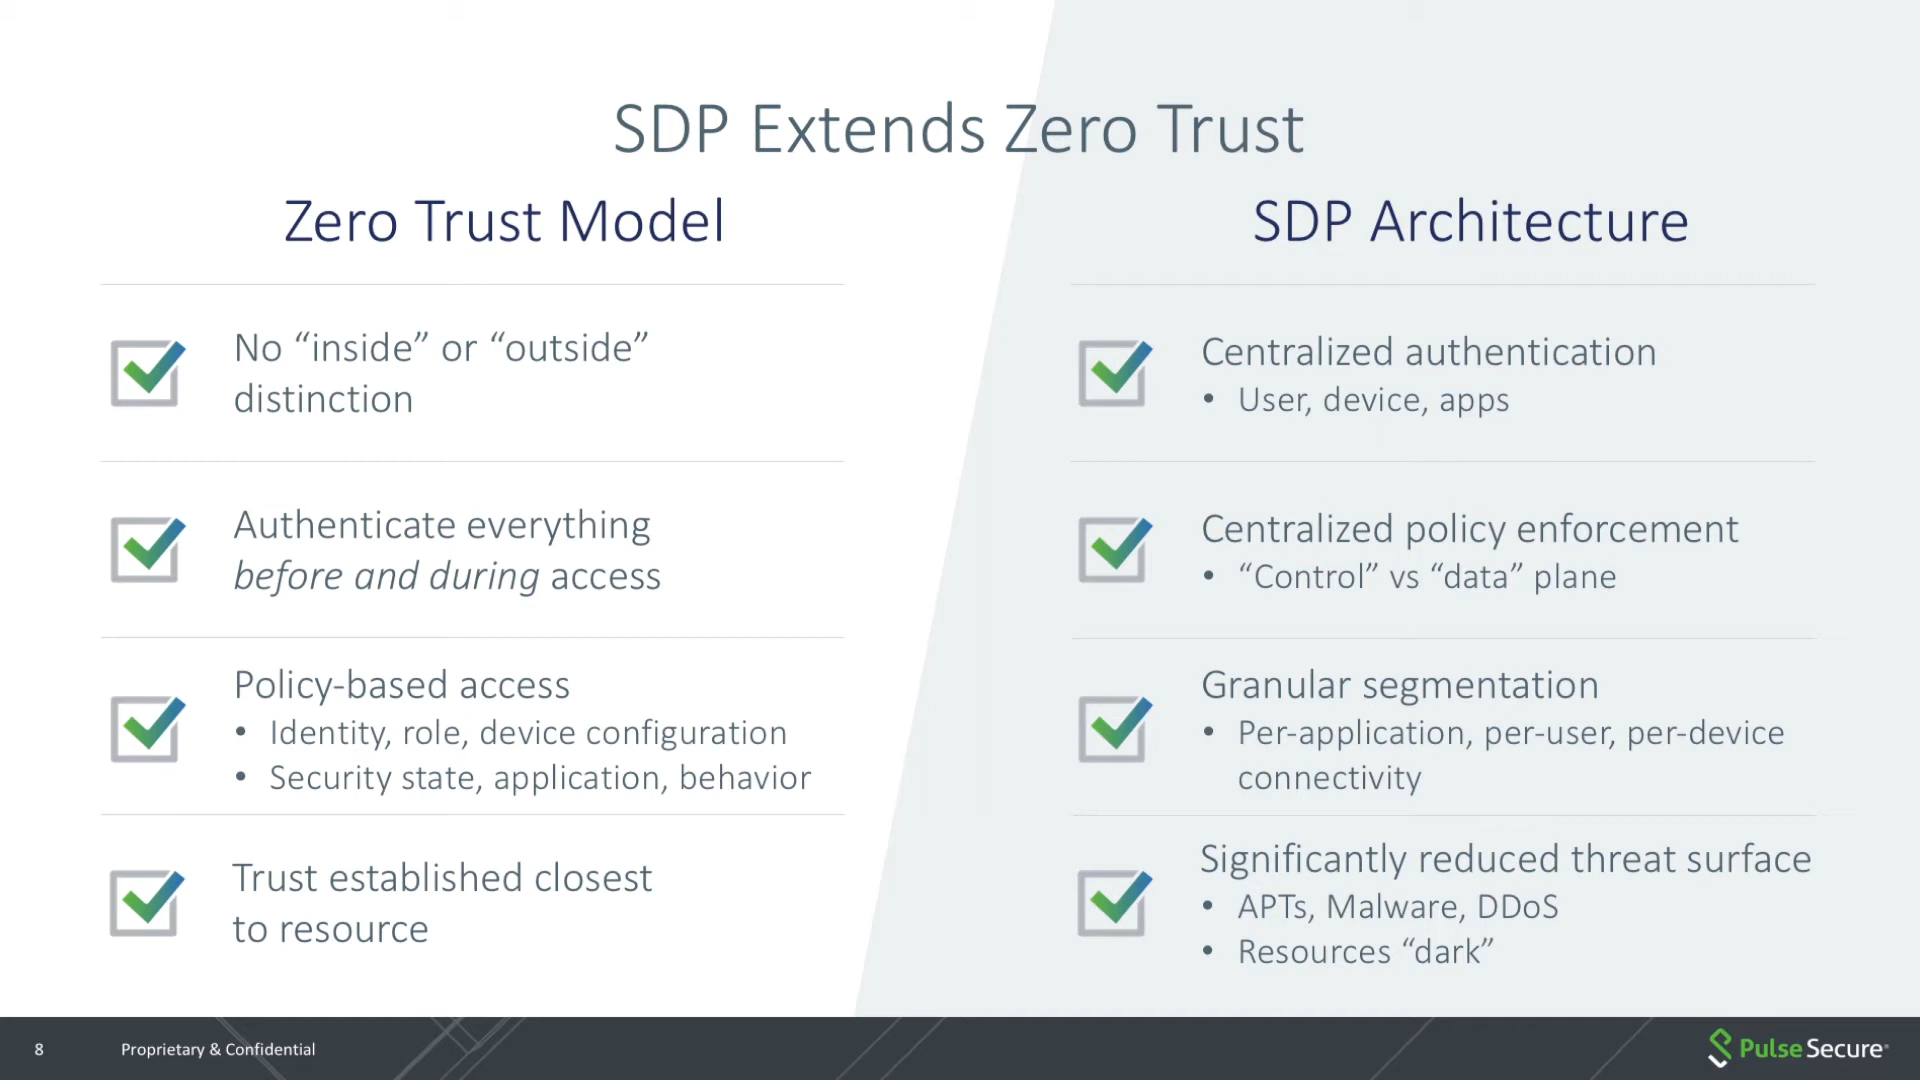 SDP Extends Zero Trust
Zero Trust Model
No “inside” or “outside”
distinction
Authenticate everything
before and during access
Policy-based access
• Identity, role, device configuration
• Security state, application, behavior
Trust established closest
to resource
SDP Architecture
Centralized authentication
• User, device, apps
Centralized policy enforcement
• “Control” vs “data” plane
Granular segmentation
• Per-application, per-user, per-device
connectivity
Significantly reduced threat surface
• APTs, Malware, DDoS
• Resources “dark”
8
Proprietary & Confidential
PulseSecure®